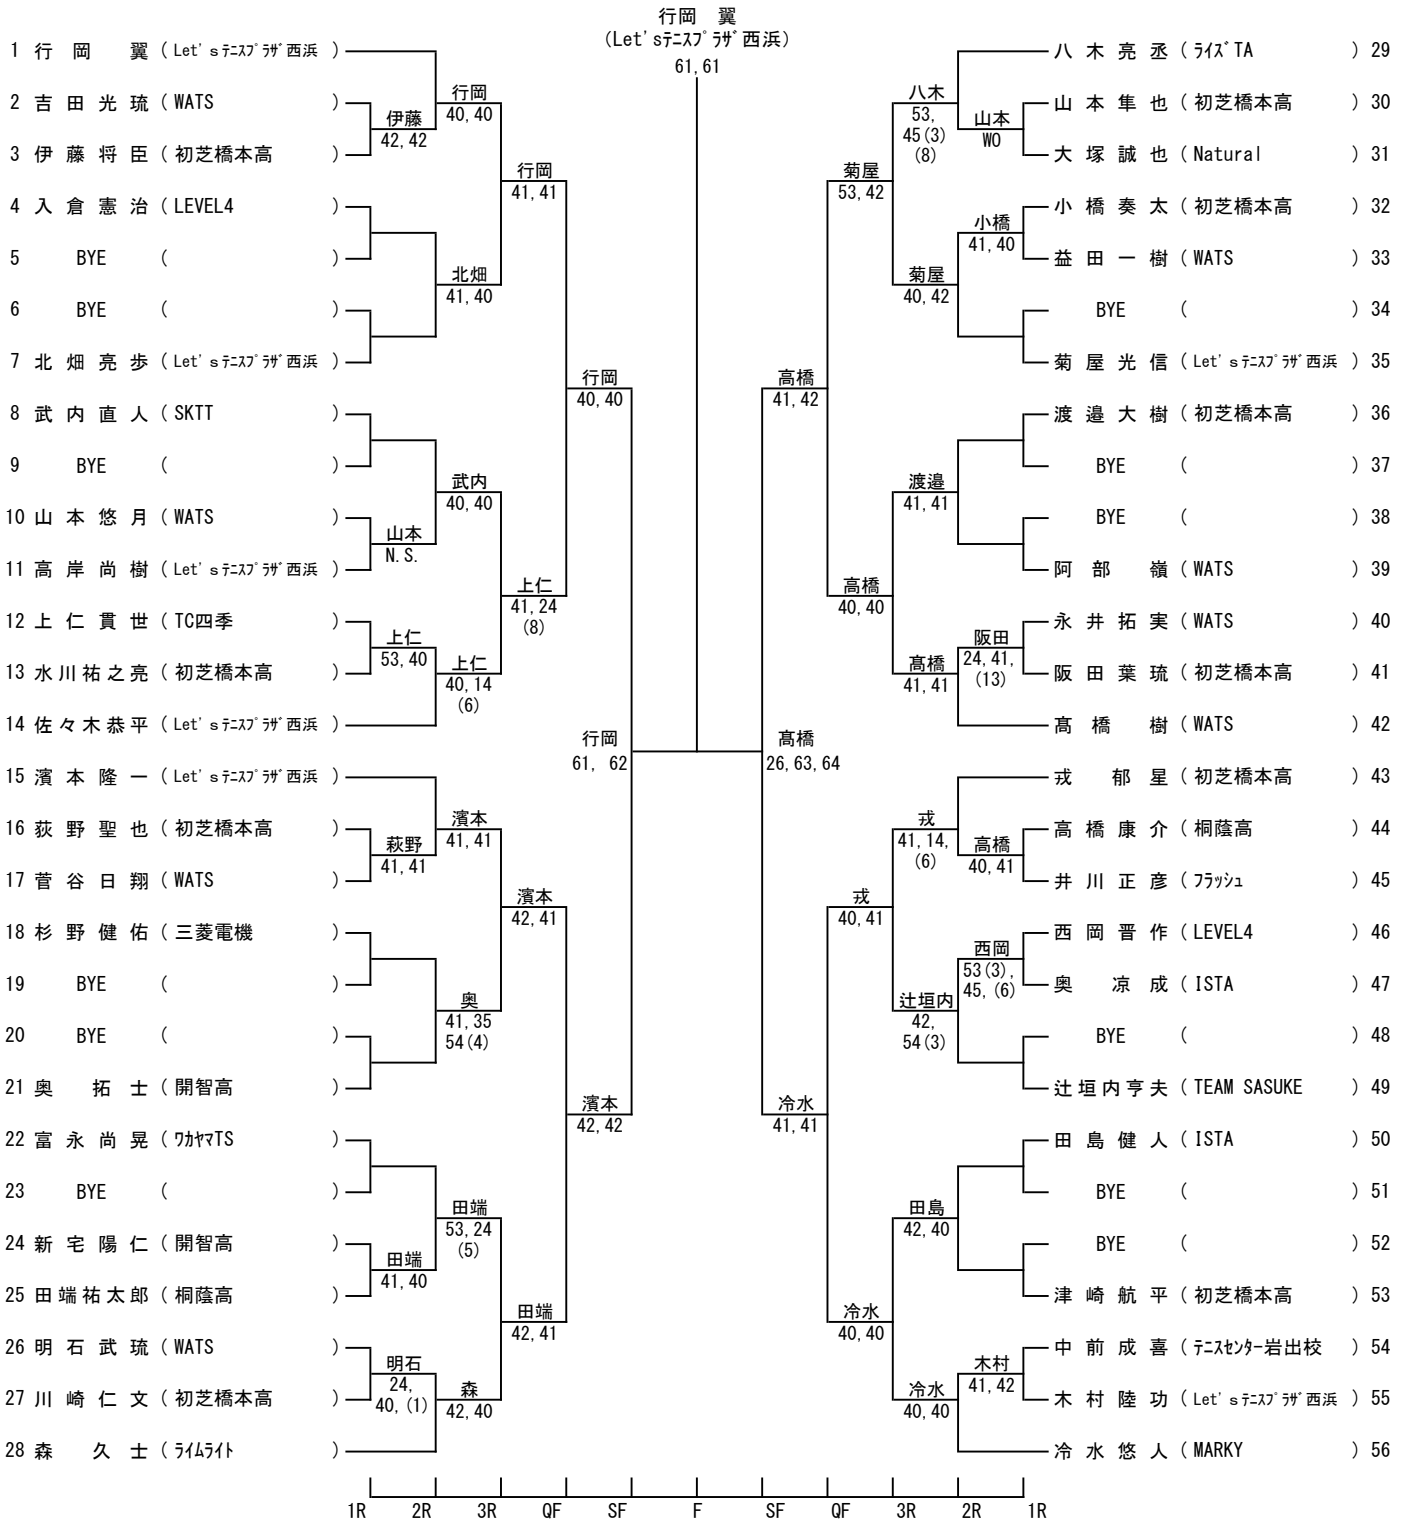 行岡 翼
(Let'sﾃﾆｽﾌﾟﾗｻﾞ西浜)
61,61
1 行岡 翼 ( Let'sﾃﾆｽﾌﾟﾗｻﾞ西浜 )
2 吉田光琉 ( WATS )
3 伊藤将臣 ( 初芝橋本高 )
4 入倉憲治 ( LEVEL4 )
5 BYE ( )
6 BYE ( )
7 北畑亮歩 ( Let'sﾃﾆｽﾌﾟﾗｻﾞ西浜 )
8 武内直人 ( SKTT )
9 BYE ( )
10 山本悠月 ( WATS )
11 高岸尚樹 ( Let'sﾃﾆｽﾌﾟﾗｻﾞ西浜 )
12 上仁貫世 ( TC四季 )
13 水川祐之亮 ( 初芝橋本高 )
14 佐々木恭平 ( Let'sﾃﾆｽﾌﾟﾗｻﾞ西浜 )
15 濱本隆一 ( Let'sﾃﾆｽﾌﾟﾗｻﾞ西浜 )
16 荻野聖也 ( 初芝橋本高 )
17 菅谷日翔 ( WATS )
18 杉野健佑 ( 三菱電機 )
19 BYE ( )
20 BYE ( )
21 奥 拓士 ( 開智高 )
22 富永尚晃 ( ﾜｶﾔﾏTS )
23 BYE ( )
24 新宅陽仁 ( 開智高 )
25 田端祐太郎 ( 桐蔭高 )
26 明石武琉 ( WATS )
27 川崎仁文 ( 初芝橋本高 )
28 森 久士 ( ﾗｲﾑﾗｲﾄ )
伊藤
42,42
山本
N.S.
上仁
53,40
萩野
41,41
田端
41,40
明石
24,
40,(1)
行岡
40,40
北畑
41,40
武内
40,40
上仁
40,14
(6)
濱本
41,41
奥
41,35
54(4)
田端
53,24
(5)
森
42,40
行岡
41,41
上仁
41,24
(8)
濱本
42,41
田端
42,41
行岡
40,40
濱本
42,42
行岡
61, 62
髙橋
26,63,64
高橋
41,42
冷水
41,41
菊屋
53,42
高橋
40,40
戎
40,41
冷水
40,40
八木
53,
45(3)
(8)
菊屋
40,42
渡邉
41,41
髙橋
41,41
戎
41,14,
(6)
辻垣内
42,
54(3)
田島
42,40
冷水
40,40
山本
WO
小橋
41,40
阪田
24,41,
(13)
高橋
40,41
西岡
53(3),
45,(6)
木村
41,42
八木亮丞 ( ﾗｲｽﾞTA ) 29
山本隼也 ( 初芝橋本高 ) 30
大塚誠也 ( Natural ) 31
小橋奏太 ( 初芝橋本高 ) 32
益田一樹 ( WATS ) 33
BYE ( ) 34
菊屋光信 ( Let'sﾃﾆｽﾌﾟﾗｻﾞ西浜 ) 35
渡邉大樹 ( 初芝橋本高 ) 36
BYE ( ) 37
BYE ( ) 38
阿部 嶺 ( WATS ) 39
永井拓実 ( WATS ) 40
阪田葉琉 ( 初芝橋本高 ) 41
髙橋 樹 ( WATS ) 42
戎 郁星 ( 初芝橋本高 ) 43
高橋康介 ( 桐蔭高 ) 44
井川正彦 ( ﾌﾗｯｼｭ ) 45
西岡晋作 ( LEVEL4 ) 46
奥 凉成 ( ISTA ) 47
BYE ( ) 48
辻垣内亨夫 ( TEAM SASUKE ) 49
田島健人 ( ISTA ) 50
BYE ( ) 51
BYE ( ) 52
津崎航平 ( 初芝橋本高 ) 53
中前成喜 ( ﾃﾆｽｾﾝﾀｰ岩出校 ) 54
木村陸功 ( Let'sﾃﾆｽﾌﾟﾗｻﾞ西浜 ) 55
冷水悠人 ( MARKY ) 56
1R 2R 3R QF SF F SF QF 3R 2R 1R